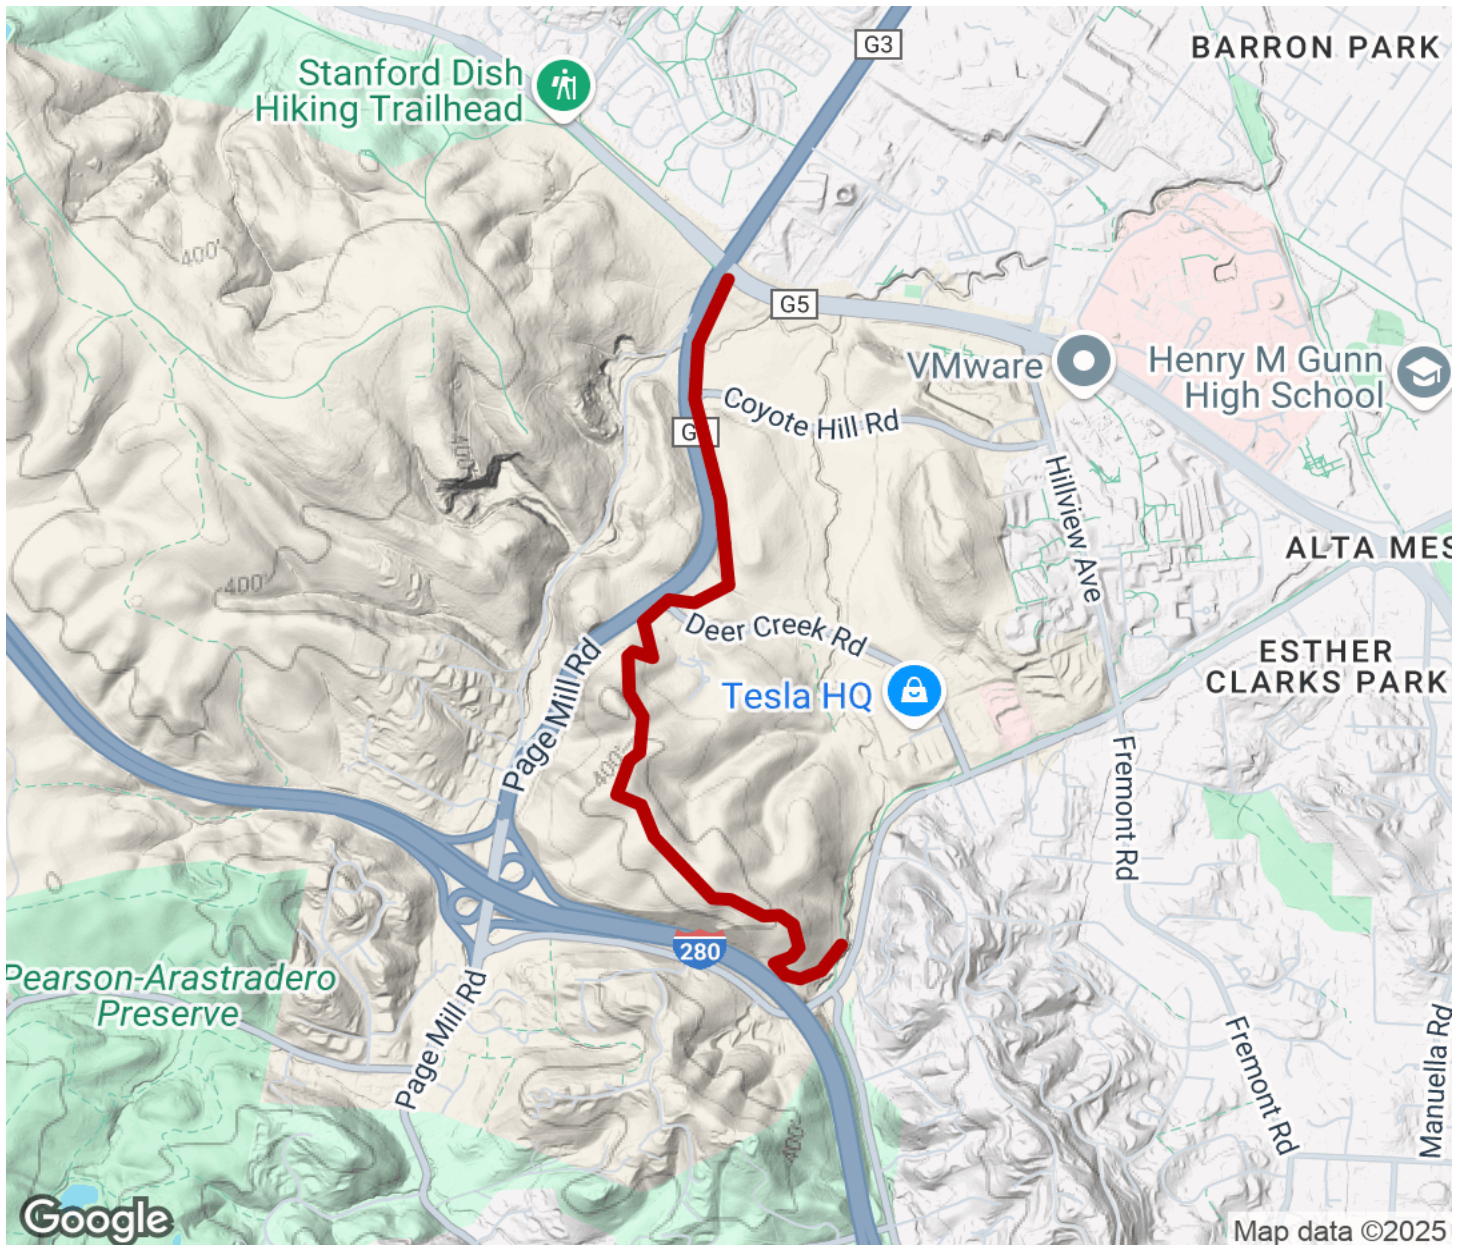 G3
BARRON PARK
Stanford Dish
Hiking Trailhead
400'
G5
VMware
Henry M Gunn
High School
Coyote Hill Rd
G
400'
Hillview Ave
ALTA MES
400'
Deer Creek Rd
ESTHER
CLARKS PARK
Page Mill Rd
Tesla HQ
400'
Fremont Rd
280
Pearson-Arastradero
Preserve
Page Mill Rd
Fremont Rd
Manuella Rd
400'
Google
Map data ©2025